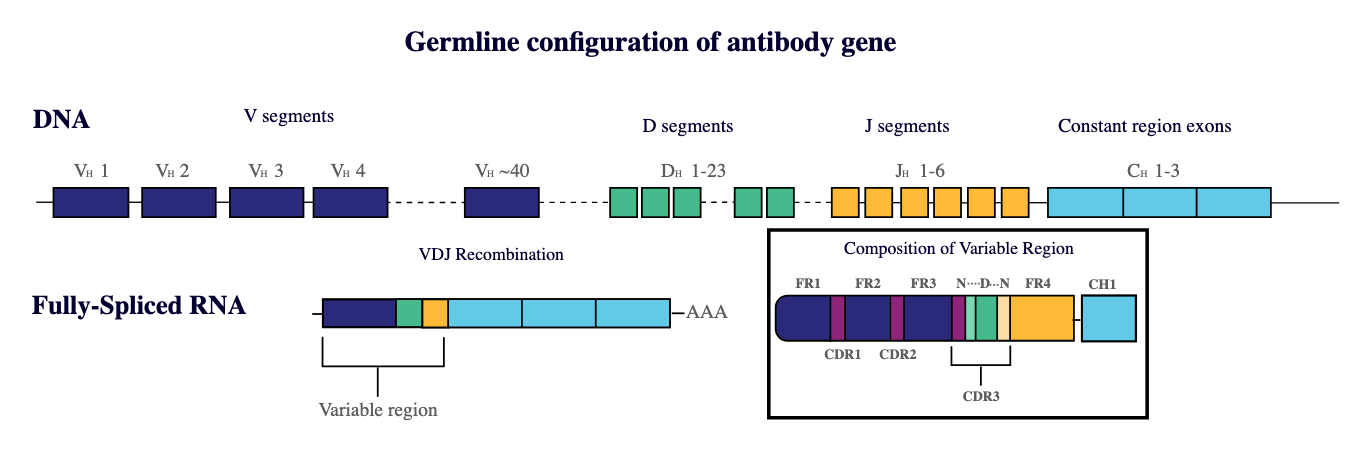 Germline configuration of antibody gene
DNA
V segments
D segments
J segments
Constant region exons
VH 1
VH 2
VH 3
VH 4
VH ~40
DH 1-23
JH 1-6
CH 1-3
VDJ Recombination
Fully-Spliced RNA
AAA
Variable region
Composition of Variable Region
FR1
FR2
FR3
N····D···N
FR4
CH1
CDR1
CDR2
CDR3